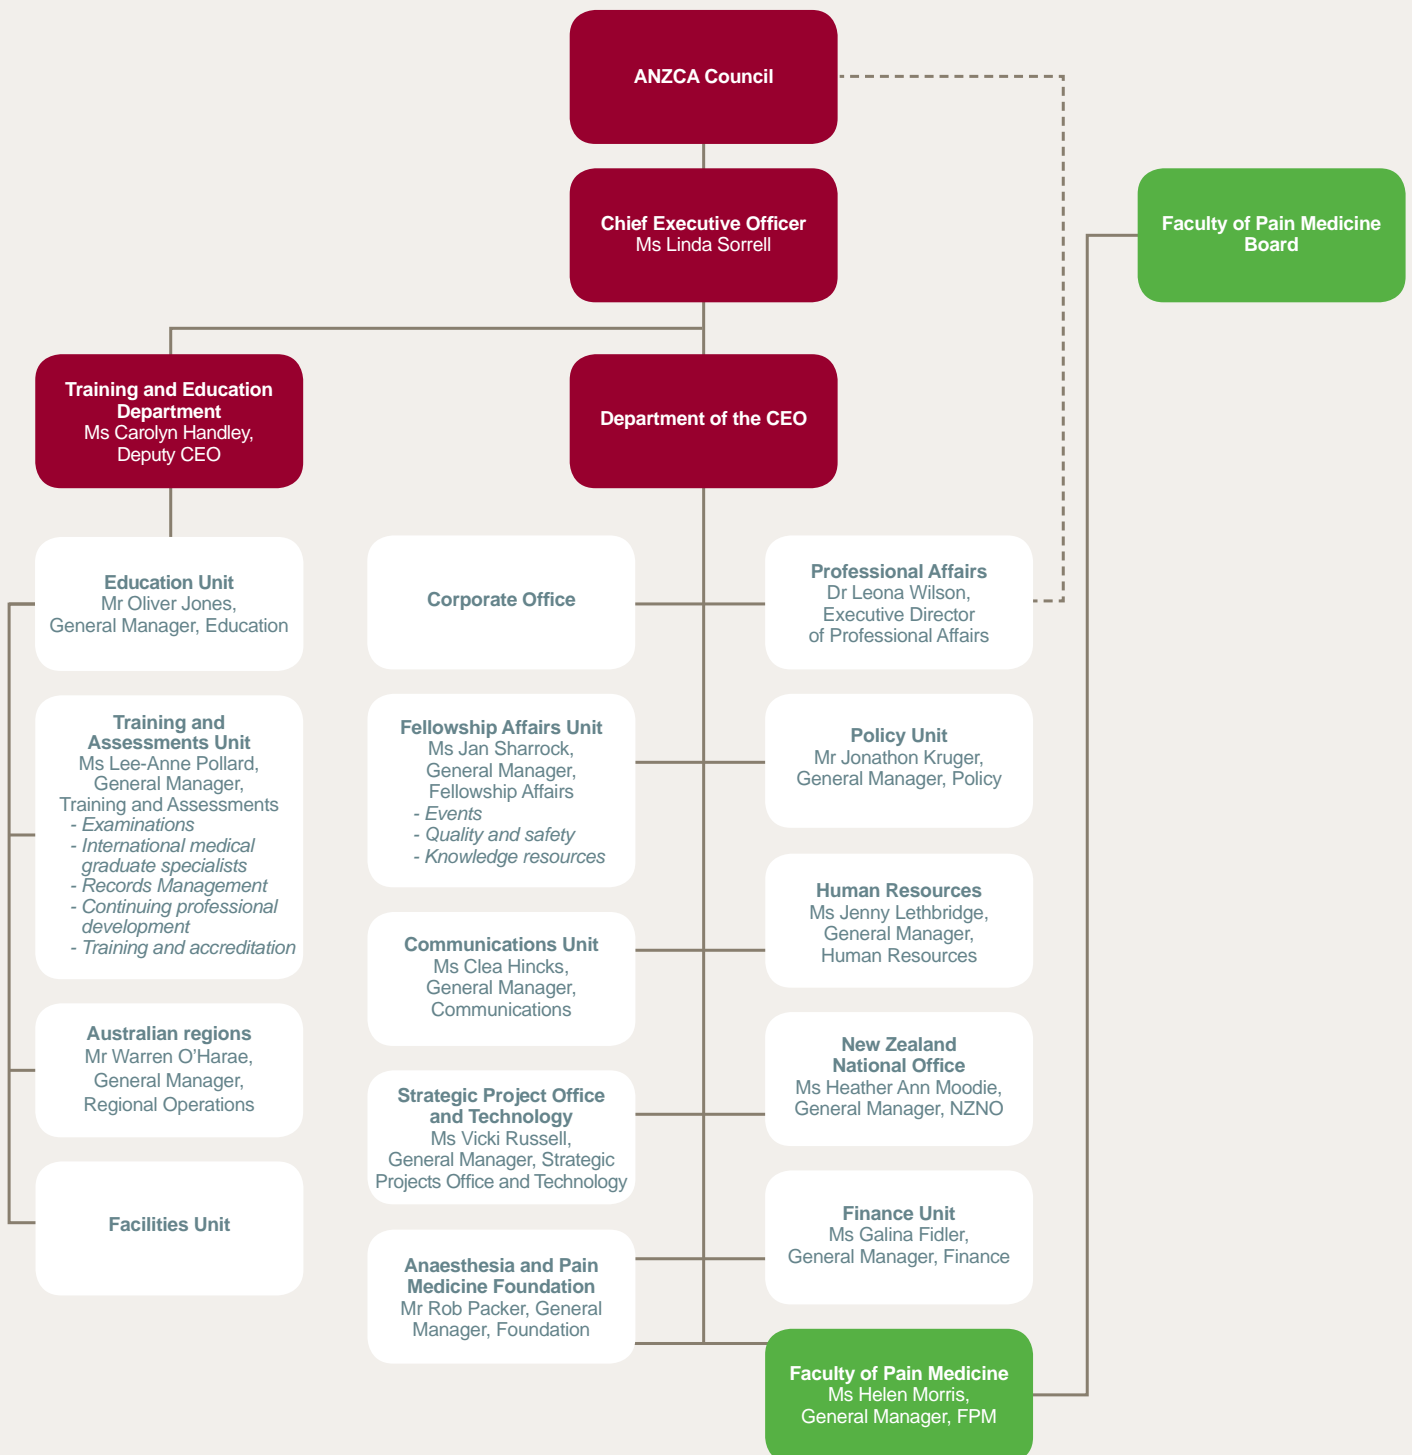 ANZCA Council
Chief Executive Officer
Ms Linda Sorrell
Faculty of Pain Medicine
Board
Training and Education
Department
Ms Carolyn Handley,
Deputy CEO
Department of the CEO
Education Unit
Mr Oliver Jones,
General Manager, Education
Training and
Assessments Unit
Ms Lee-Anne Pollard,
General Manager,
Training and Assessments
- Examinations
- International medical
graduate specialists
- Records Management
- Continuing professional
development
- Training and accreditation
Australian regions
Mr Warren O’Harae,
General Manager,
Regional Operations
Facilities Unit
Corporate Office
Fellowship Affairs Unit
Ms Jan Sharrock,
General Manager,
Fellowship Affairs
- Events
- Quality and safety
- Knowledge resources
Communications Unit
Ms Clea Hincks,
General Manager,
Communications
Strategic Project Office
and Technology
Ms Vicki Russell,
General Manager, Strategic
Projects Office and Technology
Anaesthesia and Pain
Medicine Foundation
Mr Rob Packer, General
Manager, Foundation
Professional Affairs
Dr Leona Wilson,
Executive Director
of Professional Affairs
Policy Unit
Mr Jonathon Kruger,
General Manager, Policy
Human Resources
Ms Jenny Lethbridge,
General Manager,
Human Resources
New Zealand
National Office
Ms Heather Ann Moodie,
General Manager, NZNO
Finance Unit
Ms Galina Fidler,
General Manager, Finance
Faculty of Pain Medicine
Ms Helen Morris,
General Manager, FPM